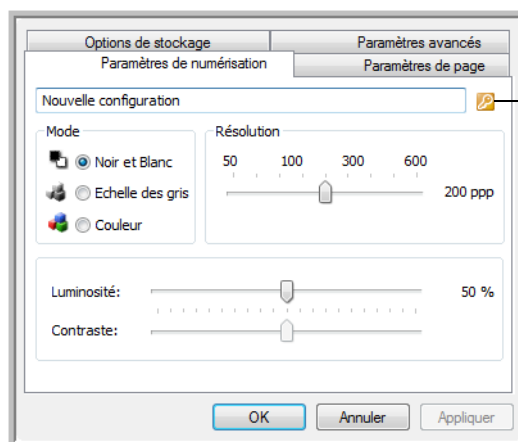 Options de stockage Paramètres avancés
Paramètres de numérisation Paramètres de page
Nouvelle configuration
Mode Résolution
Noir et Blanc 50 100 300 600
Echelle des gris 200 ppp
Couleur
Luminosité: 50 %
Contraste:
OK Annuler Appliquer